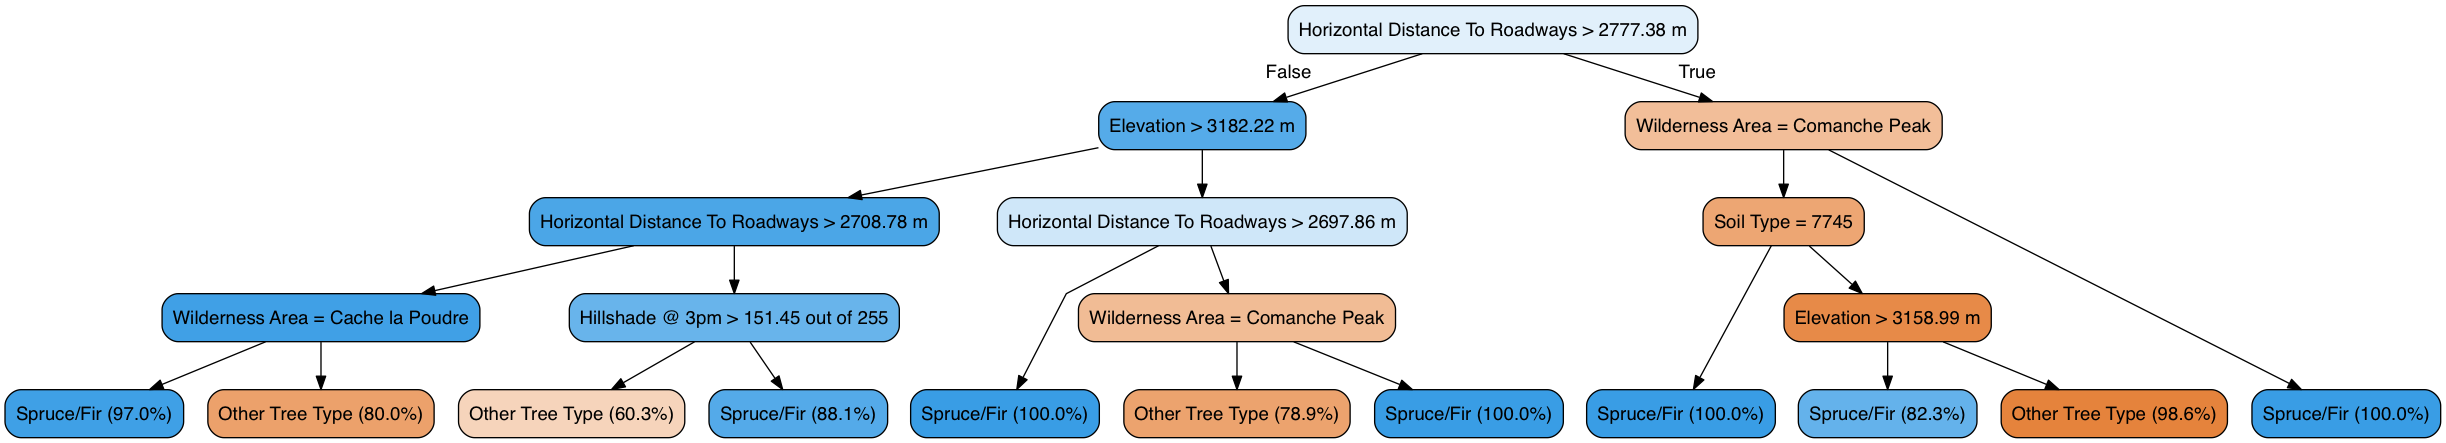 Horizontal Distance To Roadways > 2777.38 m
False
True
Elevation > 3182.22 m
Wilderness Area = Comanche Peak
Horizontal Distance To Roadways > 2708.78 m
Horizontal Distance To Roadways > 2697.86 m
Soil Type = 7745
Wilderness Area = Cache la Poudre
Hillshade @ 3pm > 151.45 out of 255
Wilderness Area = Comanche Peak
Elevation > 3158.99 m
Spruce/Fir (97.0%)
Other Tree Type (80.0%)
Other Tree Type (60.3%)
Spruce/Fir (88.1%)
Spruce/Fir (100.0%)
Other Tree Type (78.9%)
Spruce/Fir (100.0%)
Spruce/Fir (100.0%)
Spruce/Fir (82.3%)
Other Tree Type (98.6%)
Spruce/Fir (100.0%)